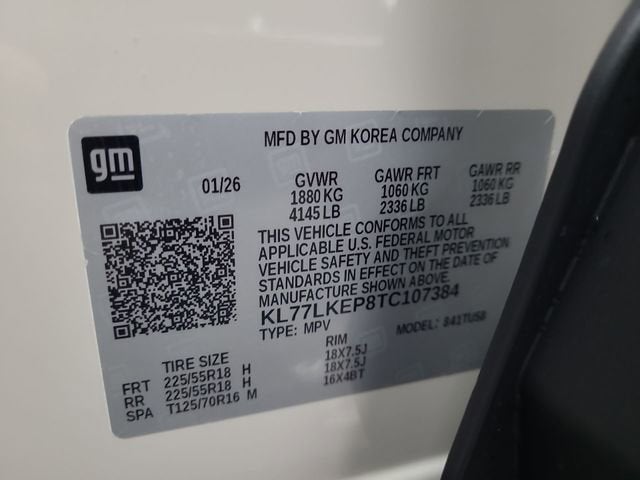 gm
MFD BY GM KOREA COMPANY
01/26
GVWR GAWR FRT GAWR RR
1880 KG 1060 KG 1060 KG
4145 LB 2336 LB 2336 LB
THIS VEHICLE CONFORMS TO ALL
APPLICABLE U.S. FEDERAL MOTOR
VEHICLE SAFETY AND THEFT PREVENTION
STANDARDS IN EFFECT ON THE DATE OF
MANUFACTURE SHOWN ABOVE.
KL77LKEP8TC107384
TYPE: MPV MODEL: 841TU58
TIRE SIZE RIM
FRT 225/55R18 H 18X7.5J
RR 225/55R18 H 18X7.5J
SPA T125/70R16 M 16X4BT